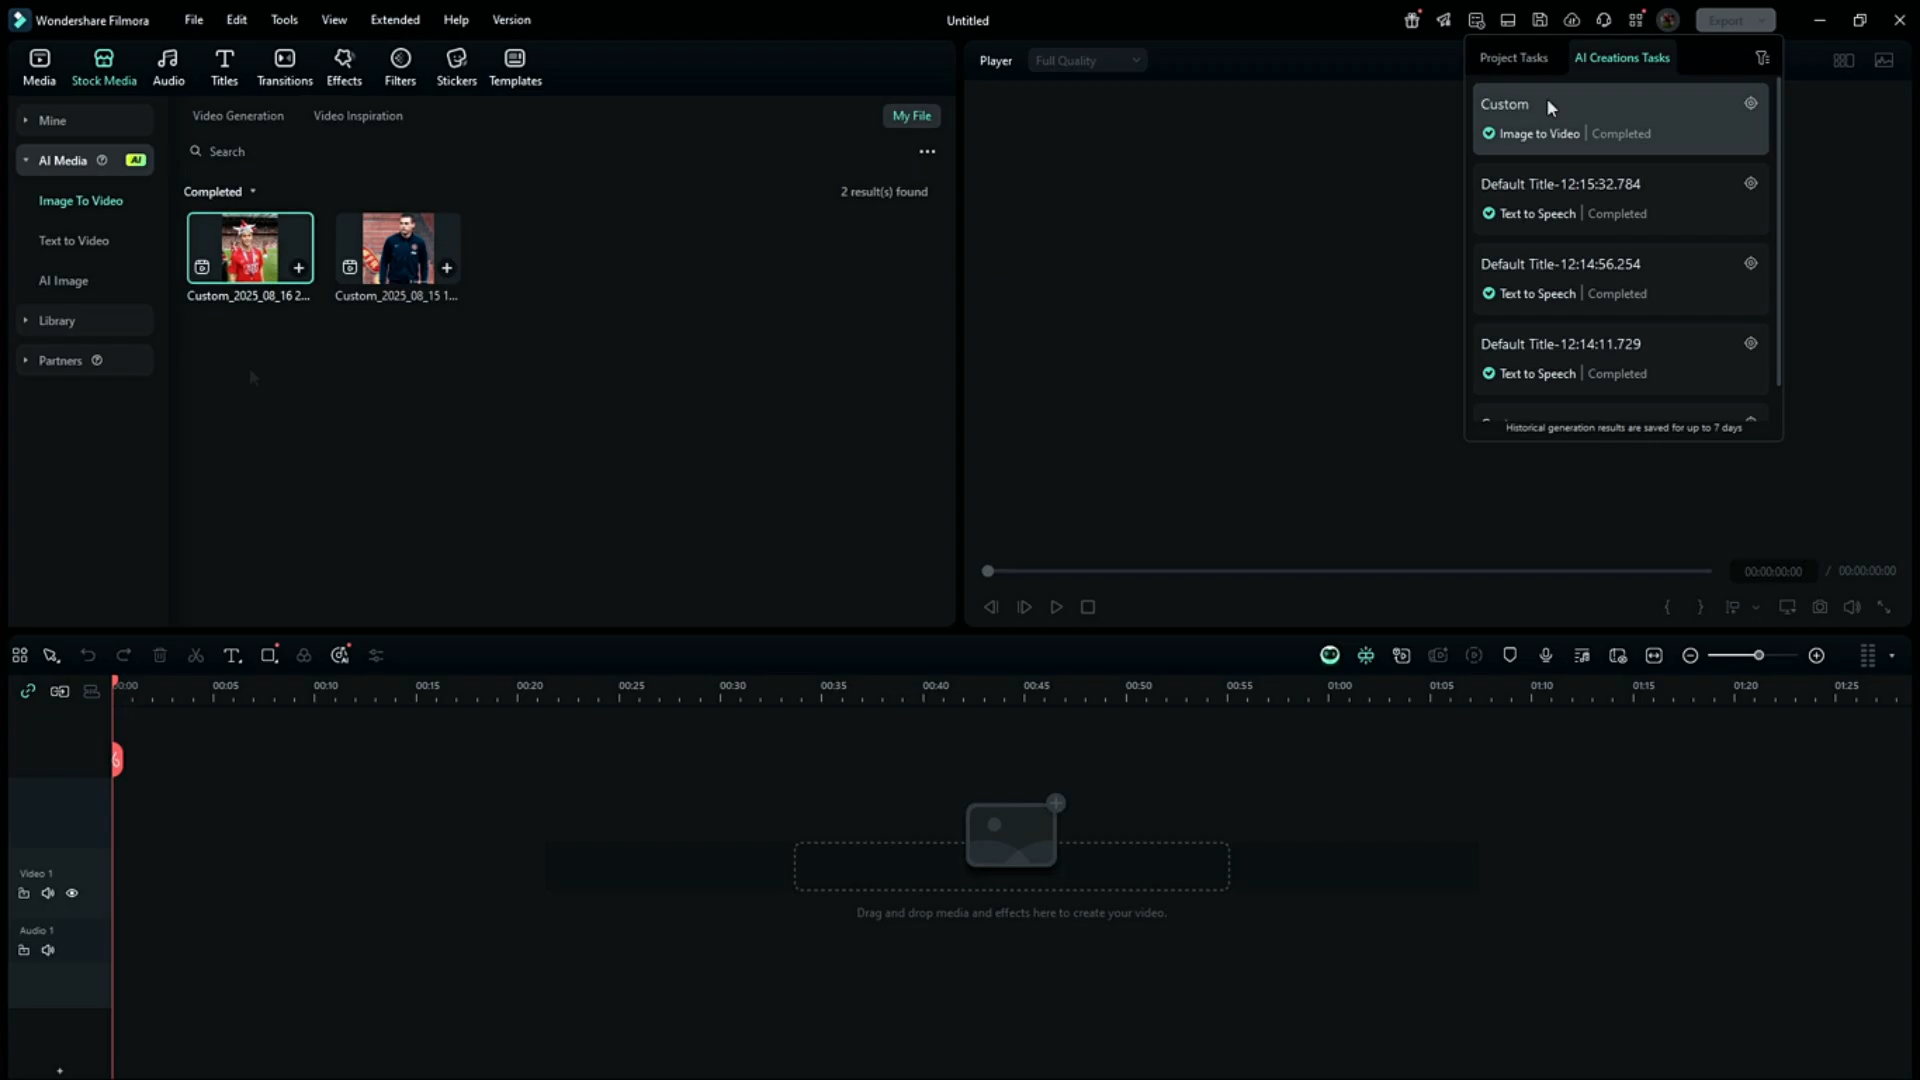 Wondershare Filmora File Edit Tools View Extended Help Version Untitled Export
Media Stock Media Audio Titles Transitions Effects Filters Stickers Templates
Player Full Quality
Project Tasks AI Creations Tasks
Mine
AI Media AI
Image To Video
Text to Video
AI Image
Library
Partners
Video Generation Video Inspiration My File
Search
Completed 2 result(s) found
Custom_2025_08_16 2... Custom_2025_08_15 1...
Custom
Image to Video | Completed
Default Title-12:15:32.784
Text to Speech | Completed
Default Title-12:14:56.254
Text to Speech | Completed
Default Title-12:14:11.729
Text to Speech | Completed
Historical generation results are saved for up to 7 days
00:00:00:00 / 00:00:00:00
00:00 00:05 00:10 00:15 00:20 00:25 00:30 00:35 00:40 00:45 00:50 00:55 01:00 01:05 01:10 01:15 01:20 01:25
Video 1
Audio 1
Drag and drop media and effects here to create your video.